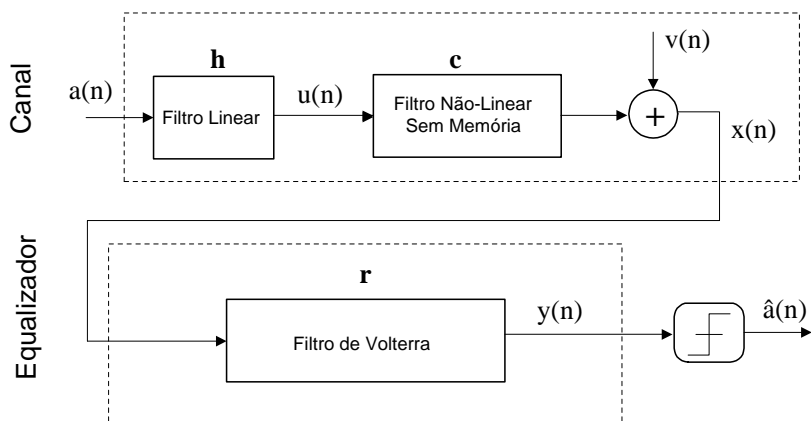 Canal
a(n)
h
Filtro Linear
u(n)
c
Filtro Não-Linear
Sem Memória
v(n)
+
x(n)
Equalizador
r
Filtro de Volterra
y(n)
â(n)